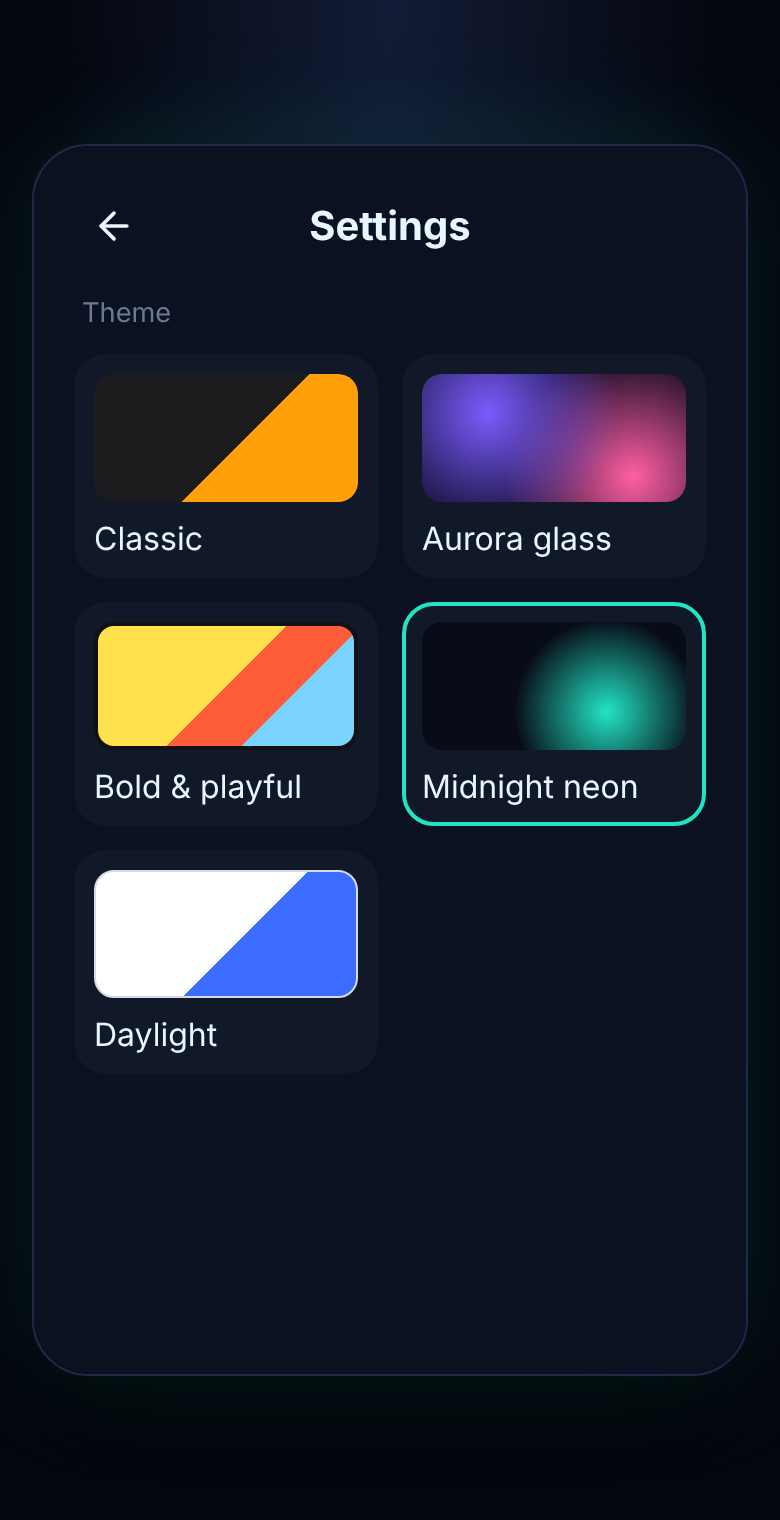 Settings
Theme
Classic
Aurora glass
Bold & playful
Midnight neon
Daylight